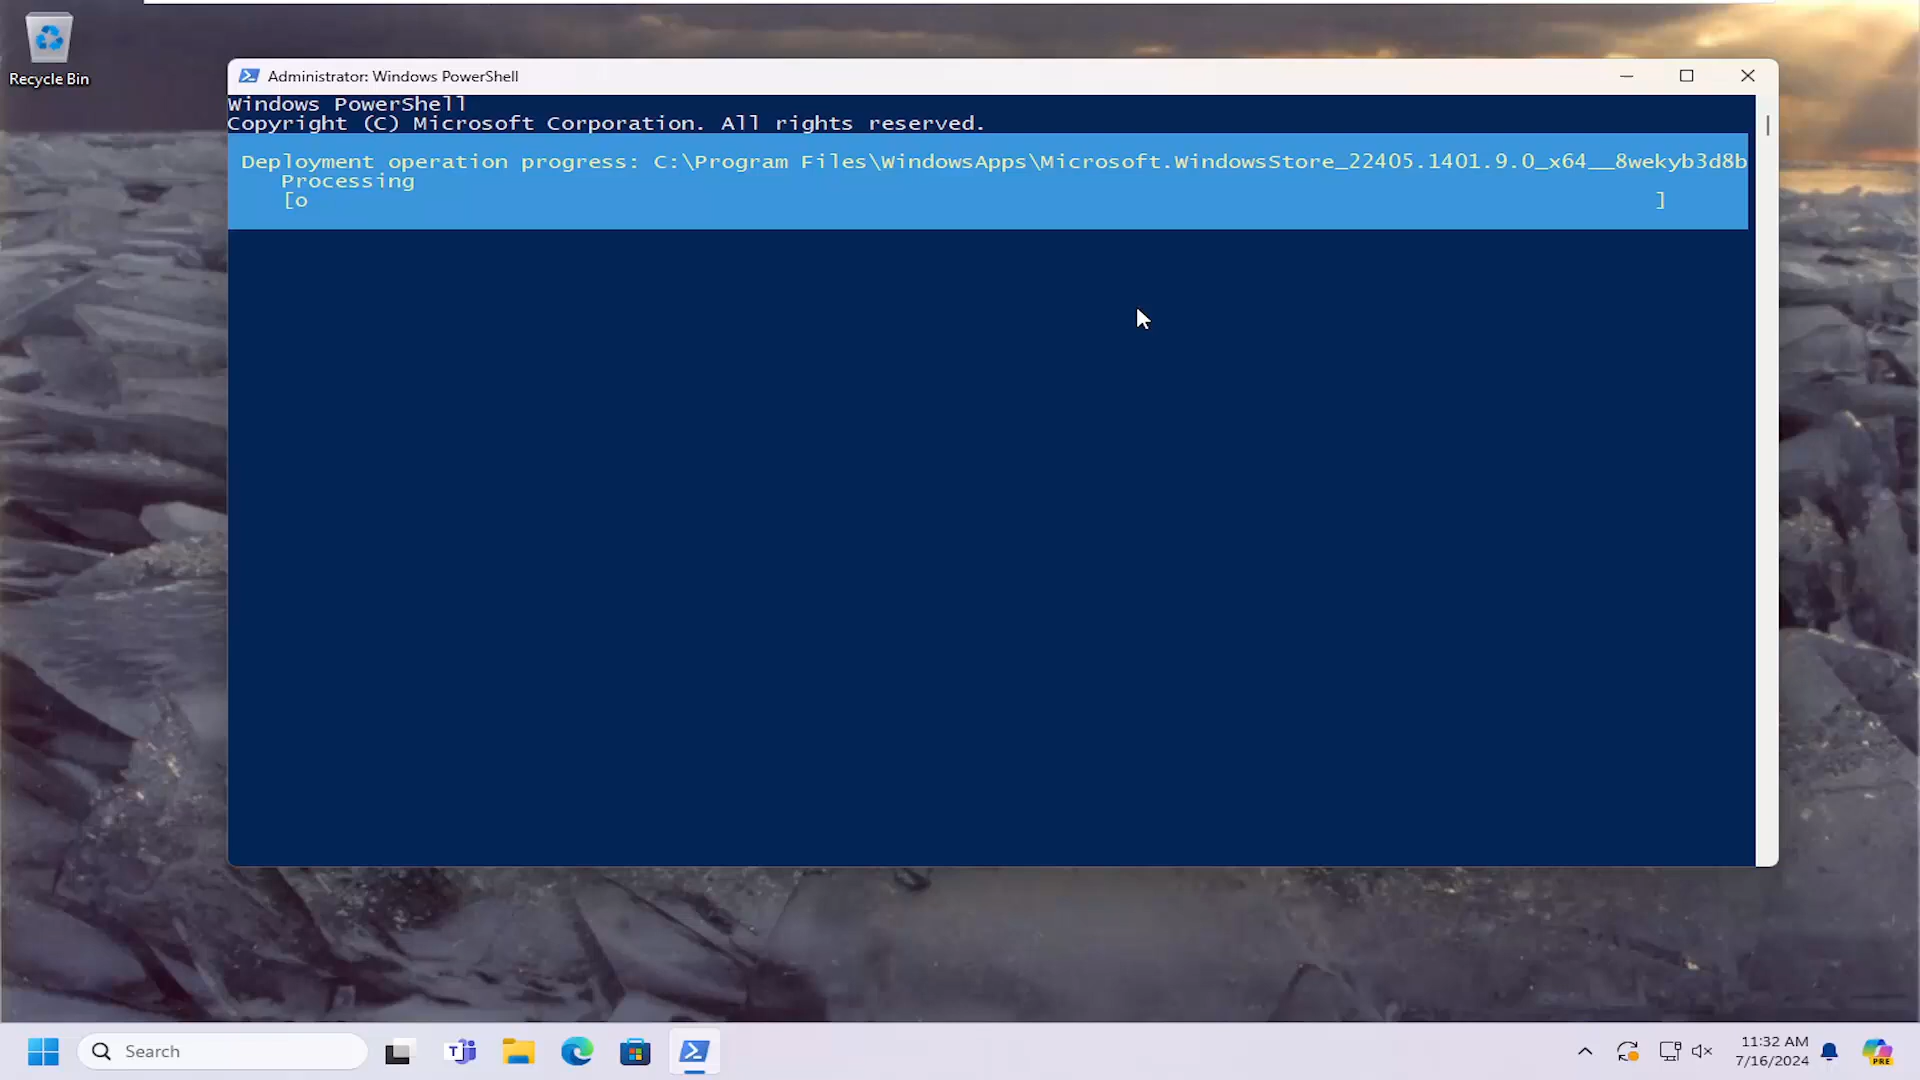 Recycle Bin
Administrator: Windows PowerShell
Windows PowerShell
Copyright (C) Microsoft Corporation. All rights reserved.
Deployment operation progress: C:\Program Files\WindowsApps\Microsoft.WindowsStore_22405.1401.9.0_x64__8wekyb3d8b
Processing
[o ]
Search
11:32 AM
7/16/2024
PRE